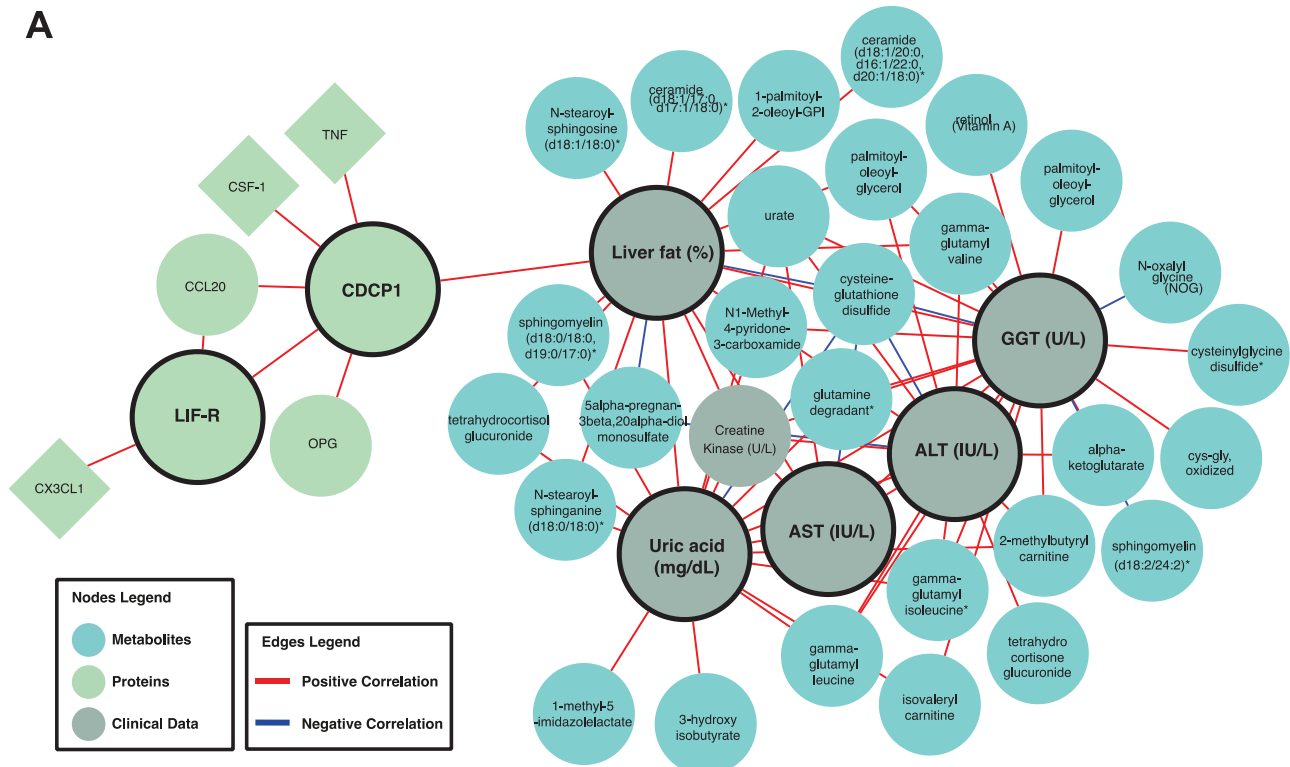 A
TNF
CSF-1
CCL20
CDCP1
LIF-R
OPG
CX3CL1
N-stearoyl-
sphingosine
(d18:1/18:0)*
ceramide
(d18:1/17:0,
d17:1/18:0)*
1-palmitoyl-
2-oleoyl-GPI
ceramide
(d18:1/20:0,
d16:1/22:0,
d20:1/18:0)*
retinol
(Vitamin A)
palmitoyl-
oleoyl-
glycerol
palmitoyl-
oleoyl-
glycerol
urate
Liver fat (%)
gamma-
glutamyl
valine
cysteine-
glutathione
disulfide
N-oxalyl
glycine
(NOG)
sphingomyelin
(d18:0/18:0,
d19:0/17:0)*
N1-Methyl-
4-pyridone-
3-carboxamide
GGT (U/L)
cysteinylglycine
disulfide*
tetrahydrocortisol
glucuronide
5alpha-pregnan-
3beta,20alpha-diol
monosulfate
Creatine
Kinase (U/L)
glutamine
degradant*
ALT (IU/L)
alpha-
ketoglutarate
cys-gly,
oxidized
N-stearoyl-
sphinganine
(d18:0/18:0)*
Uric acid
(mg/dL)
AST (IU/L)
2-methylbutyryl
carnitine
sphingomyelin
(d18:2/24:2)*
gamma-
glutamyl
isoleucine*
gamma-
glutamyl
leucine
tetrahydro
cortisone
glucuronide
isovaleryl
carnitine
1-methyl-5
-imidazolelactate
3-hydroxy
isobutyrate
Nodes Legend
Metabolites
Proteins
Clinical Data
Edges Legend
Positive Correlation
Negative Correlation